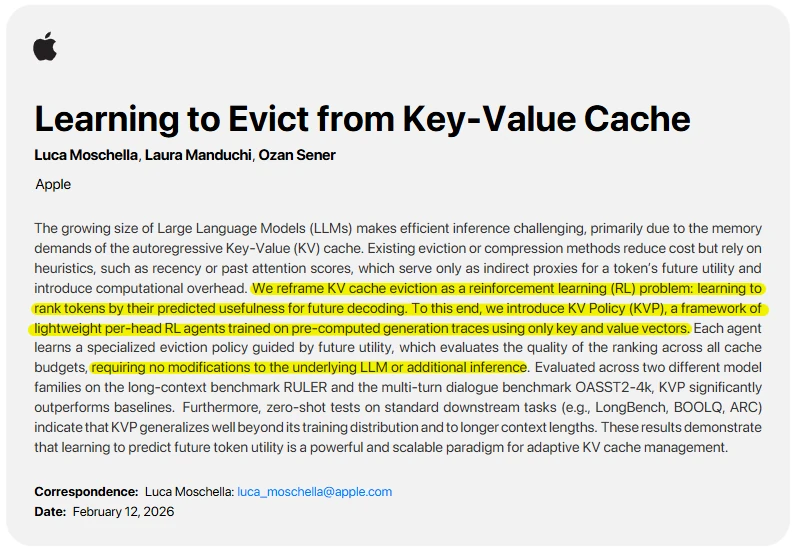 Learning to Evict from Key-Value Cache
Luca Moschella, Laura Manduchi, Ozan Sener
Apple
The growing size of Large Language Models (LLMs) makes efficient inference challenging, primarily due to the memory
demands of the autoregressive Key-Value (KV) cache. Existing eviction or compression methods reduce cost but rely on
heuristics, such as recency or past attention scores, which serve only as indirect proxies for a token's future utility and
introduce computational overhead. We reframe KV cache eviction as a reinforcement learning (RL) problem: learning to
rank tokens by their predicted usefulness for future decoding. To this end, we introduce KV Policy (KVP), a framework of
lightweight per-head RL agents trained on pre-computed generation traces using only key and value vectors. Each agent
learns a specialized eviction policy guided by future utility, which evaluates the quality of the ranking across all cache
budgets, requiring no modifications to the underlying LLM or additional inference. Evaluated across two different model
families on the long-context benchmark RULER and the multi-turn dialogue benchmark OASST2-4k, KVP significantly
outperforms baselines. Furthermore, zero-shot tests on standard downstream tasks (e.g., LongBench, BOOLQ, ARC)
indicate that KVP generalizes well beyond its training distribution and to longer context lengths. These results demonstrate
that learning to predict future token utility is a powerful and scalable paradigm for adaptive KV cache management.
Correspondence: Luca Moschella: luca_moschella@apple.com
Date: February 12, 2026